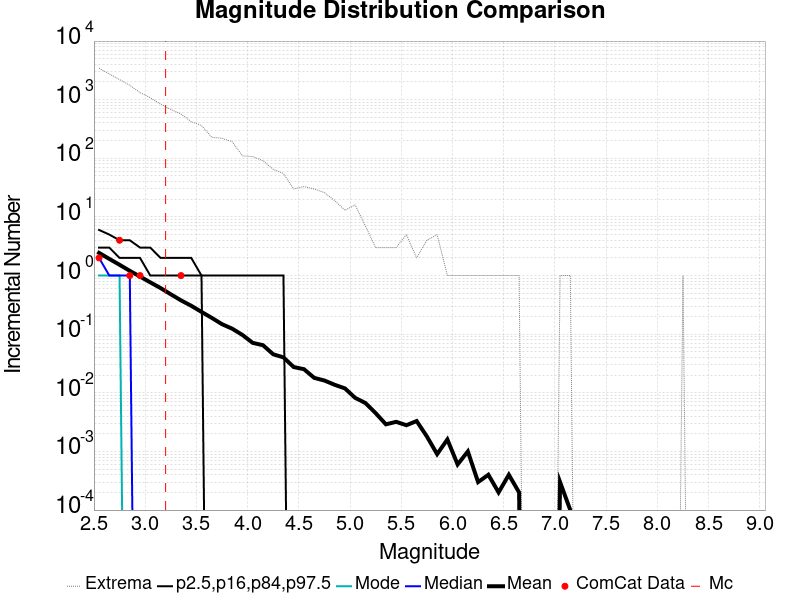 Magnitude Distribution Comparison
10 4
10 3
10 2
10 1
10 0
10 -1
10 -2
10 -3
10 -4
Incremental Number
2.5 3.0 3.5 4.0 4.5 5.0 5.5 6.0 6.5 7.0 7.5 8.0 8.5 9.0
Magnitude
Extrema p2.5,p16,p84,p97.5 Mode Median Mean ComCat Data Mc